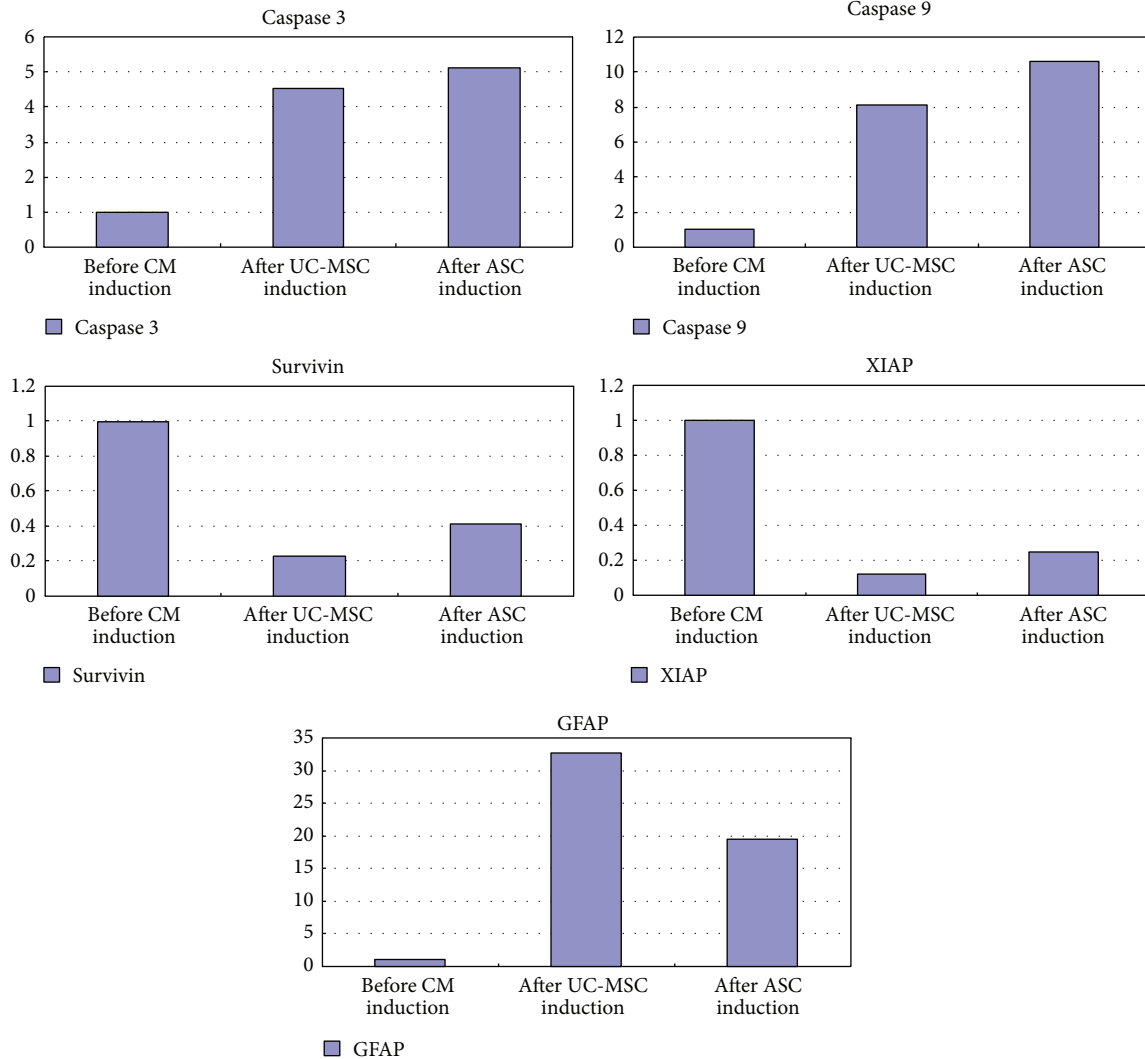 Caspase 3
6
5
4
3
2
1
0
Before CM
induction
After UC-MSC
induction
After ASC
induction
Caspase 3
Caspase 9
12
10
8
6
4
2
0
Before CM
induction
After UC-MSC
induction
After ASC
induction
Caspase 9
Survivin
1.2
1
0.8
0.6
0.4
0.2
0
Before CM
induction
After UC-MSC
induction
After ASC
induction
Survivin
XIAP
1.2
1
0.8
0.6
0.4
0.2
0
Before CM
induction
After UC-MSC
induction
After ASC
induction
XIAP
GFAP
35
30
25
20
15
10
5
0
Before CM
induction
After UC-MSC
induction
After ASC
induction
GFAP